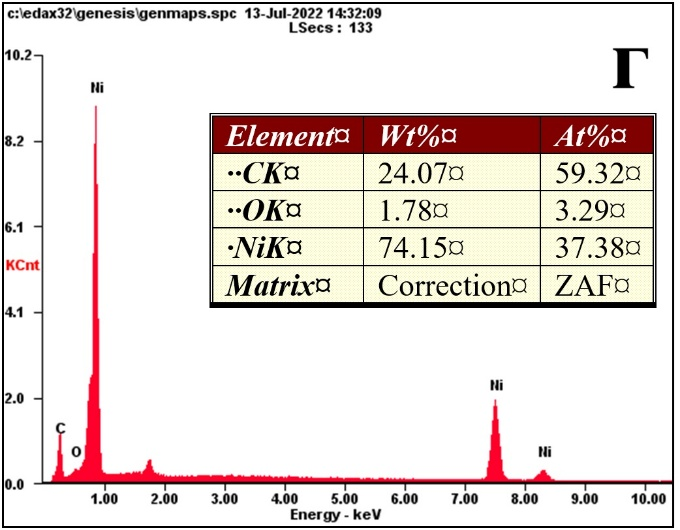 c:\edax32\genesis\genmaps.spc 13-Jul-2022 14:32:09
LSecs : 133
Г
10.2
8.2
6.1
KCnt
4.1
2.0
0.0
Ni
C
O
Ni
Ni
Element¤ Wt%¤ At%¤
··CK¤ 24.07¤ 59.32¤
··OK¤ 1.78¤ 3.29¤
·NiK¤ 74.15¤ 37.38¤
Matrix¤ Correction¤ ZAF¤
1.00 2.00 3.00 4.00 5.00 6.00 7.00 8.00 9.00 10.00
Energy - keV